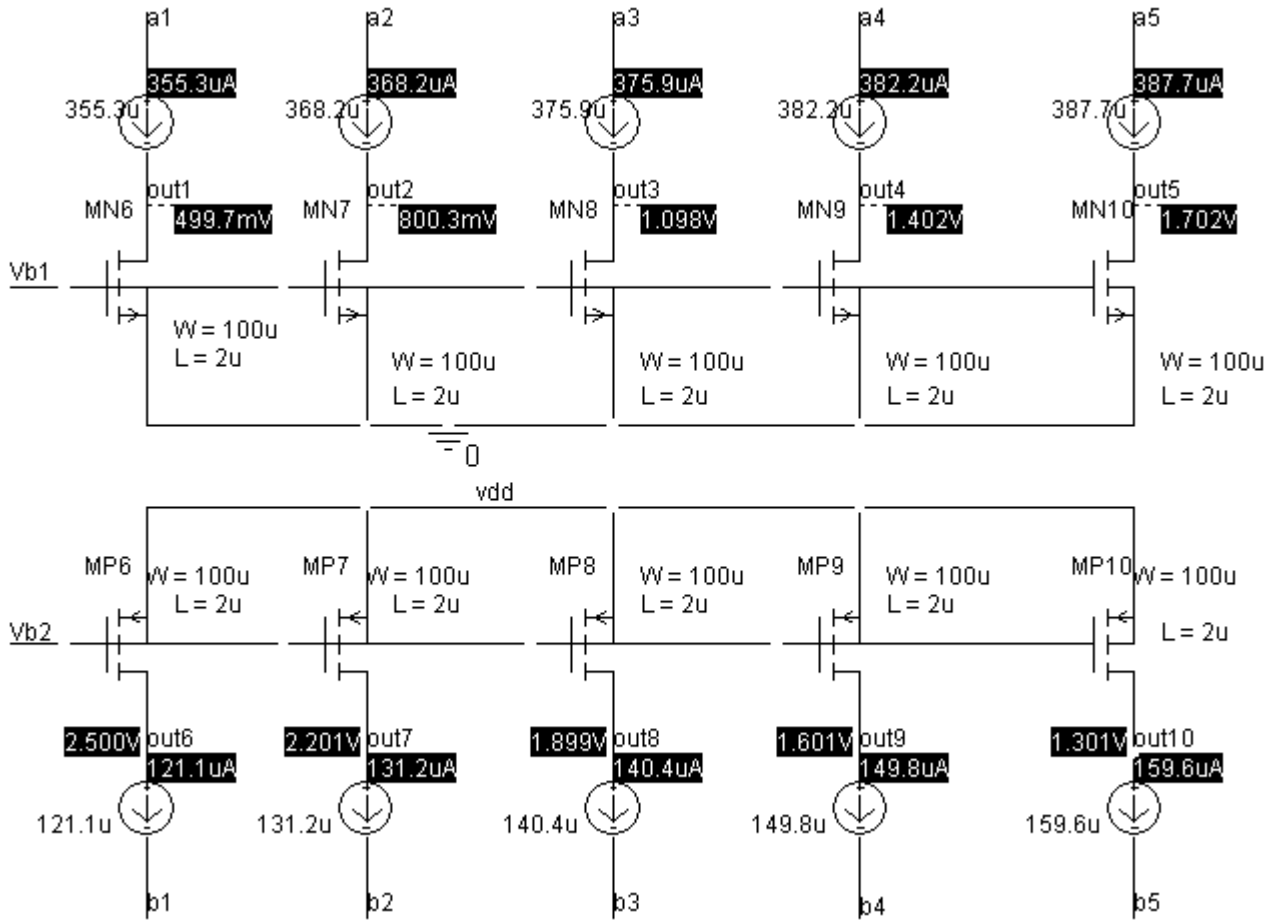 a1 a2 a3 a4 a5
355.3uA 368.2uA 375.9uA 382.2uA 387.7uA
355.3u 368.2u 375.9u 382.2u 387.7u
out1 out2 out3 out4 out5
MN6 MN7 MN8 MN9 MN10
499.7mV 800.3mV 1.098V 1.402V 1.702V
Vb1
W = 100u W = 100u W = 100u W = 100u W = 100u
L = 2u L = 2u L = 2u L = 2u L = 2u
0
vdd
MP6 MP7 MP8 MP9 MP10
W = 100u W = 100u W = 100u W = 100u W = 100u
L = 2u L = 2u L = 2u L = 2u L = 2u
Vb2
2.500V out6 2.201V out7 1.899V out8 1.601V out9 1.301V out10
121.1uA 131.2uA 140.4uA 149.8uA 159.6uA
121.1u 131.2u 140.4u 149.8u 159.6u
b1 b2 b3 b4 b5